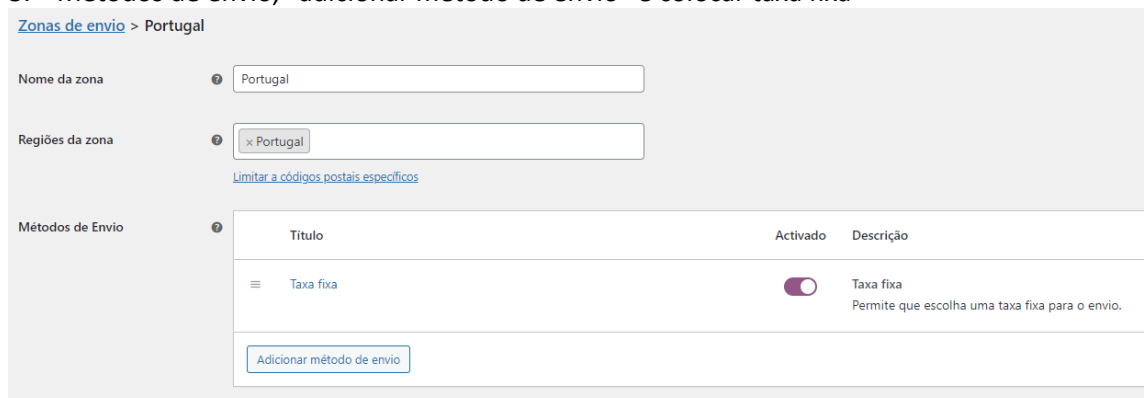 Zonas de envio > Portugal
Nome da zona
Portugal
Regiões da zona
× Portugal
Limitar a códigos postais específicos
Métodos de Envio
Título Activado Descrição
Taxa fixa Taxa fixa
Permite que escolha uma taxa fixa para o envio.
Adicionar método de envio